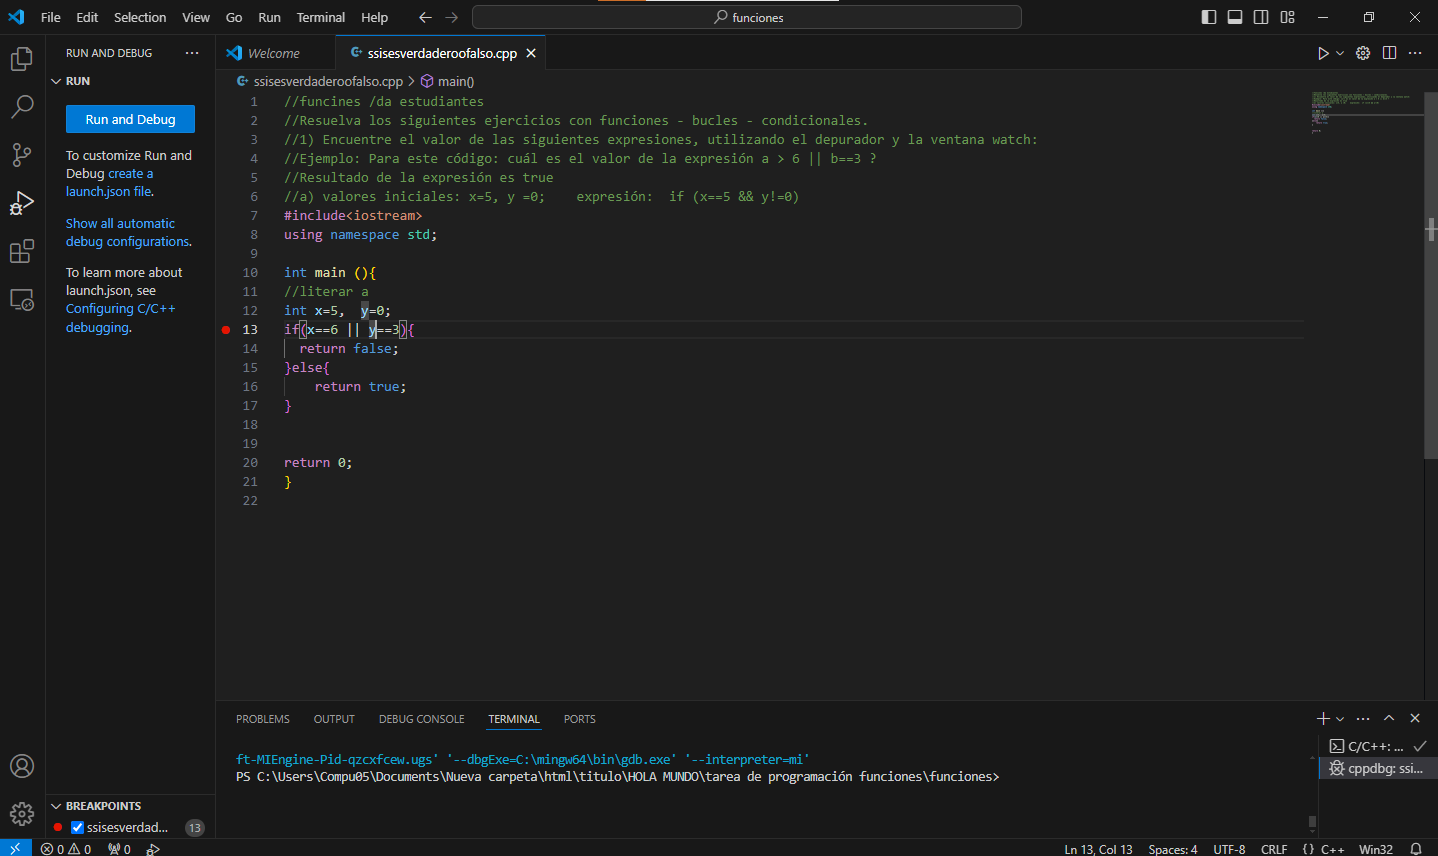 File Edit Selection View Go Run Terminal Help funciones
RUN AND DEBUG ···
RUN
Run and Debug
To customize Run and
Debug create a
launch.json file.
Show all automatic
debug configurations.
To learn more about
launch.json, see
Configuring C/C++
debugging.
BREAKPOINTS
ssisesverdad... 13
Welcome ssisesverdaderoofalso.cpp
ssisesverdaderoofalso.cpp > main()
1 //funcines /da estudiantes
2 //Resuelva los siguientes ejercicios con funciones - bucles - condicionales.
3 //1) Encuentre el valor de las siguientes expresiones, utilizando el depurador y la ventana watch:
4 //Ejemplo: Para este código: cuál es el valor de la expresión a > 6 || b==3 ?
5 //Resultado de la expresión es true
6 //a) valores iniciales: x=5, y =0;    expresión:  if (x==5 && y!=0)
7 #include<iostream>
8 using namespace std;
9
10 int main (){
11 //literar a
12 int x=5,  y=0;
13 if(x==6 || y==3){
14   return false;
15 }else{
16     return true;
17 }
18
19
20 return 0;
21 }
22
PROBLEMS OUTPUT DEBUG CONSOLE TERMINAL PORTS
ft-MIEngine-Pid-qzcxfcew.ugs' '--dbgExe=C:\mingw64\bin\gdb.exe' '--interpreter=mi'
PS C:\Users\Compu05\Documents\Nueva carpeta\html\titulo\HOLA MUNDO\tarea de programación funciones\funciones>
C/C++: ...
cppdbg: ssi...
0 0 0 Ln 13, Col 13 Spaces: 4 UTF-8 CRLF {} C++ Win32